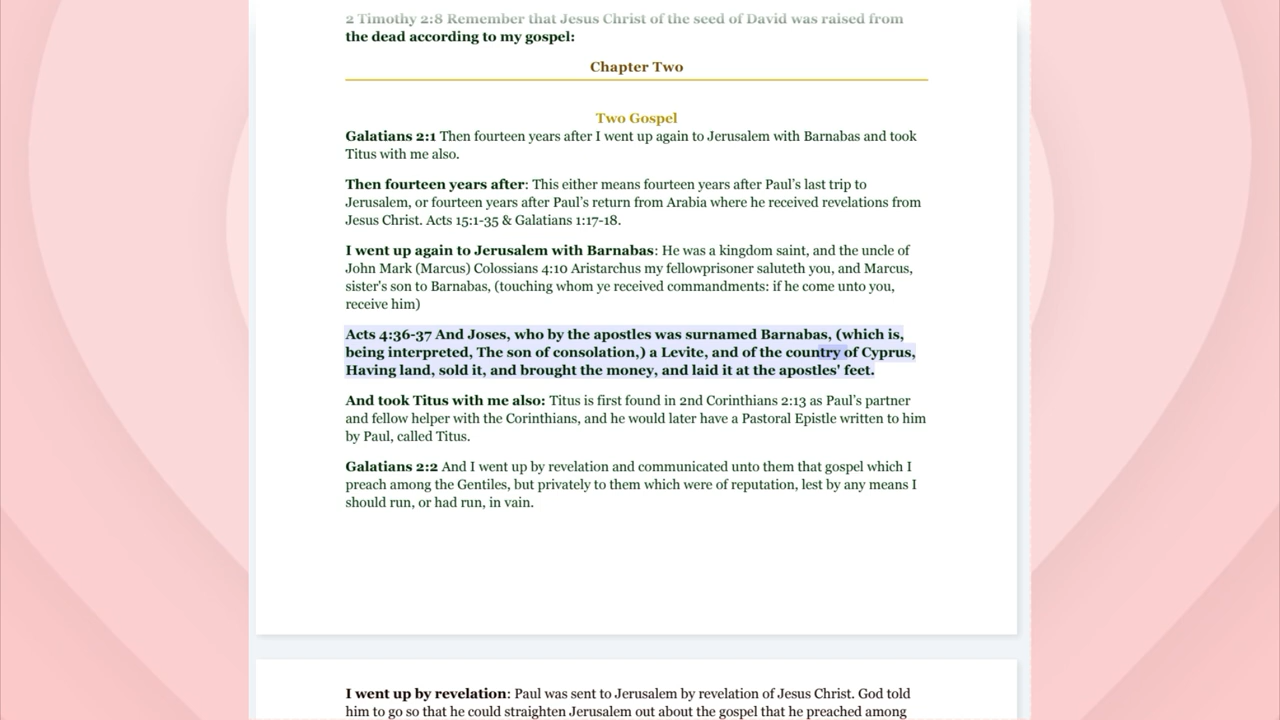 2 Timothy 2:8 Remember that Jesus Christ of the seed of David was raised from
the dead according to my gospel:
Chapter Two
Two Gospel
Galatians 2:1 Then fourteen years after I went up again to Jerusalem with Barnabas and took
Titus with me also.
Then fourteen years after: This either means fourteen years after Paul's last trip to
Jerusalem, or fourteen years after Paul's return from Arabia where he received revelations from
Jesus Christ. Acts 15:1-35 & Galatians 1:17-18.
I went up again to Jerusalem with Barnabas: He was a kingdom saint, and the uncle of
John Mark (Marcus) Colossians 4:10 Aristarchus my fellowprisoner saluteth you, and Marcus,
sister's son to Barnabas, (touching whom ye received commandments: if he come unto you,
receive him)
Acts 4:36-37 And Joses, who by the apostles was surnamed Barnabas, (which is,
being interpreted, The son of consolation,) a Levite, and of the country of Cyprus,
Having land, sold it, and brought the money, and laid it at the apostles' feet.
And took Titus with me also: Titus is first found in 2nd Corinthians 2:13 as Paul's partner
and fellow helper with the Corinthians, and he would later have a Pastoral Epistle written to him
by Paul, called Titus.
Galatians 2:2 And I went up by revelation and communicated unto them that gospel which I
preach among the Gentiles, but privately to them which were of reputation, lest by any means I
should run, or had run, in vain.
I went up by revelation: Paul was sent to Jerusalem by revelation of Jesus Christ. God told
him to go so that he could straighten Jerusalem out about the gospel that he preached among